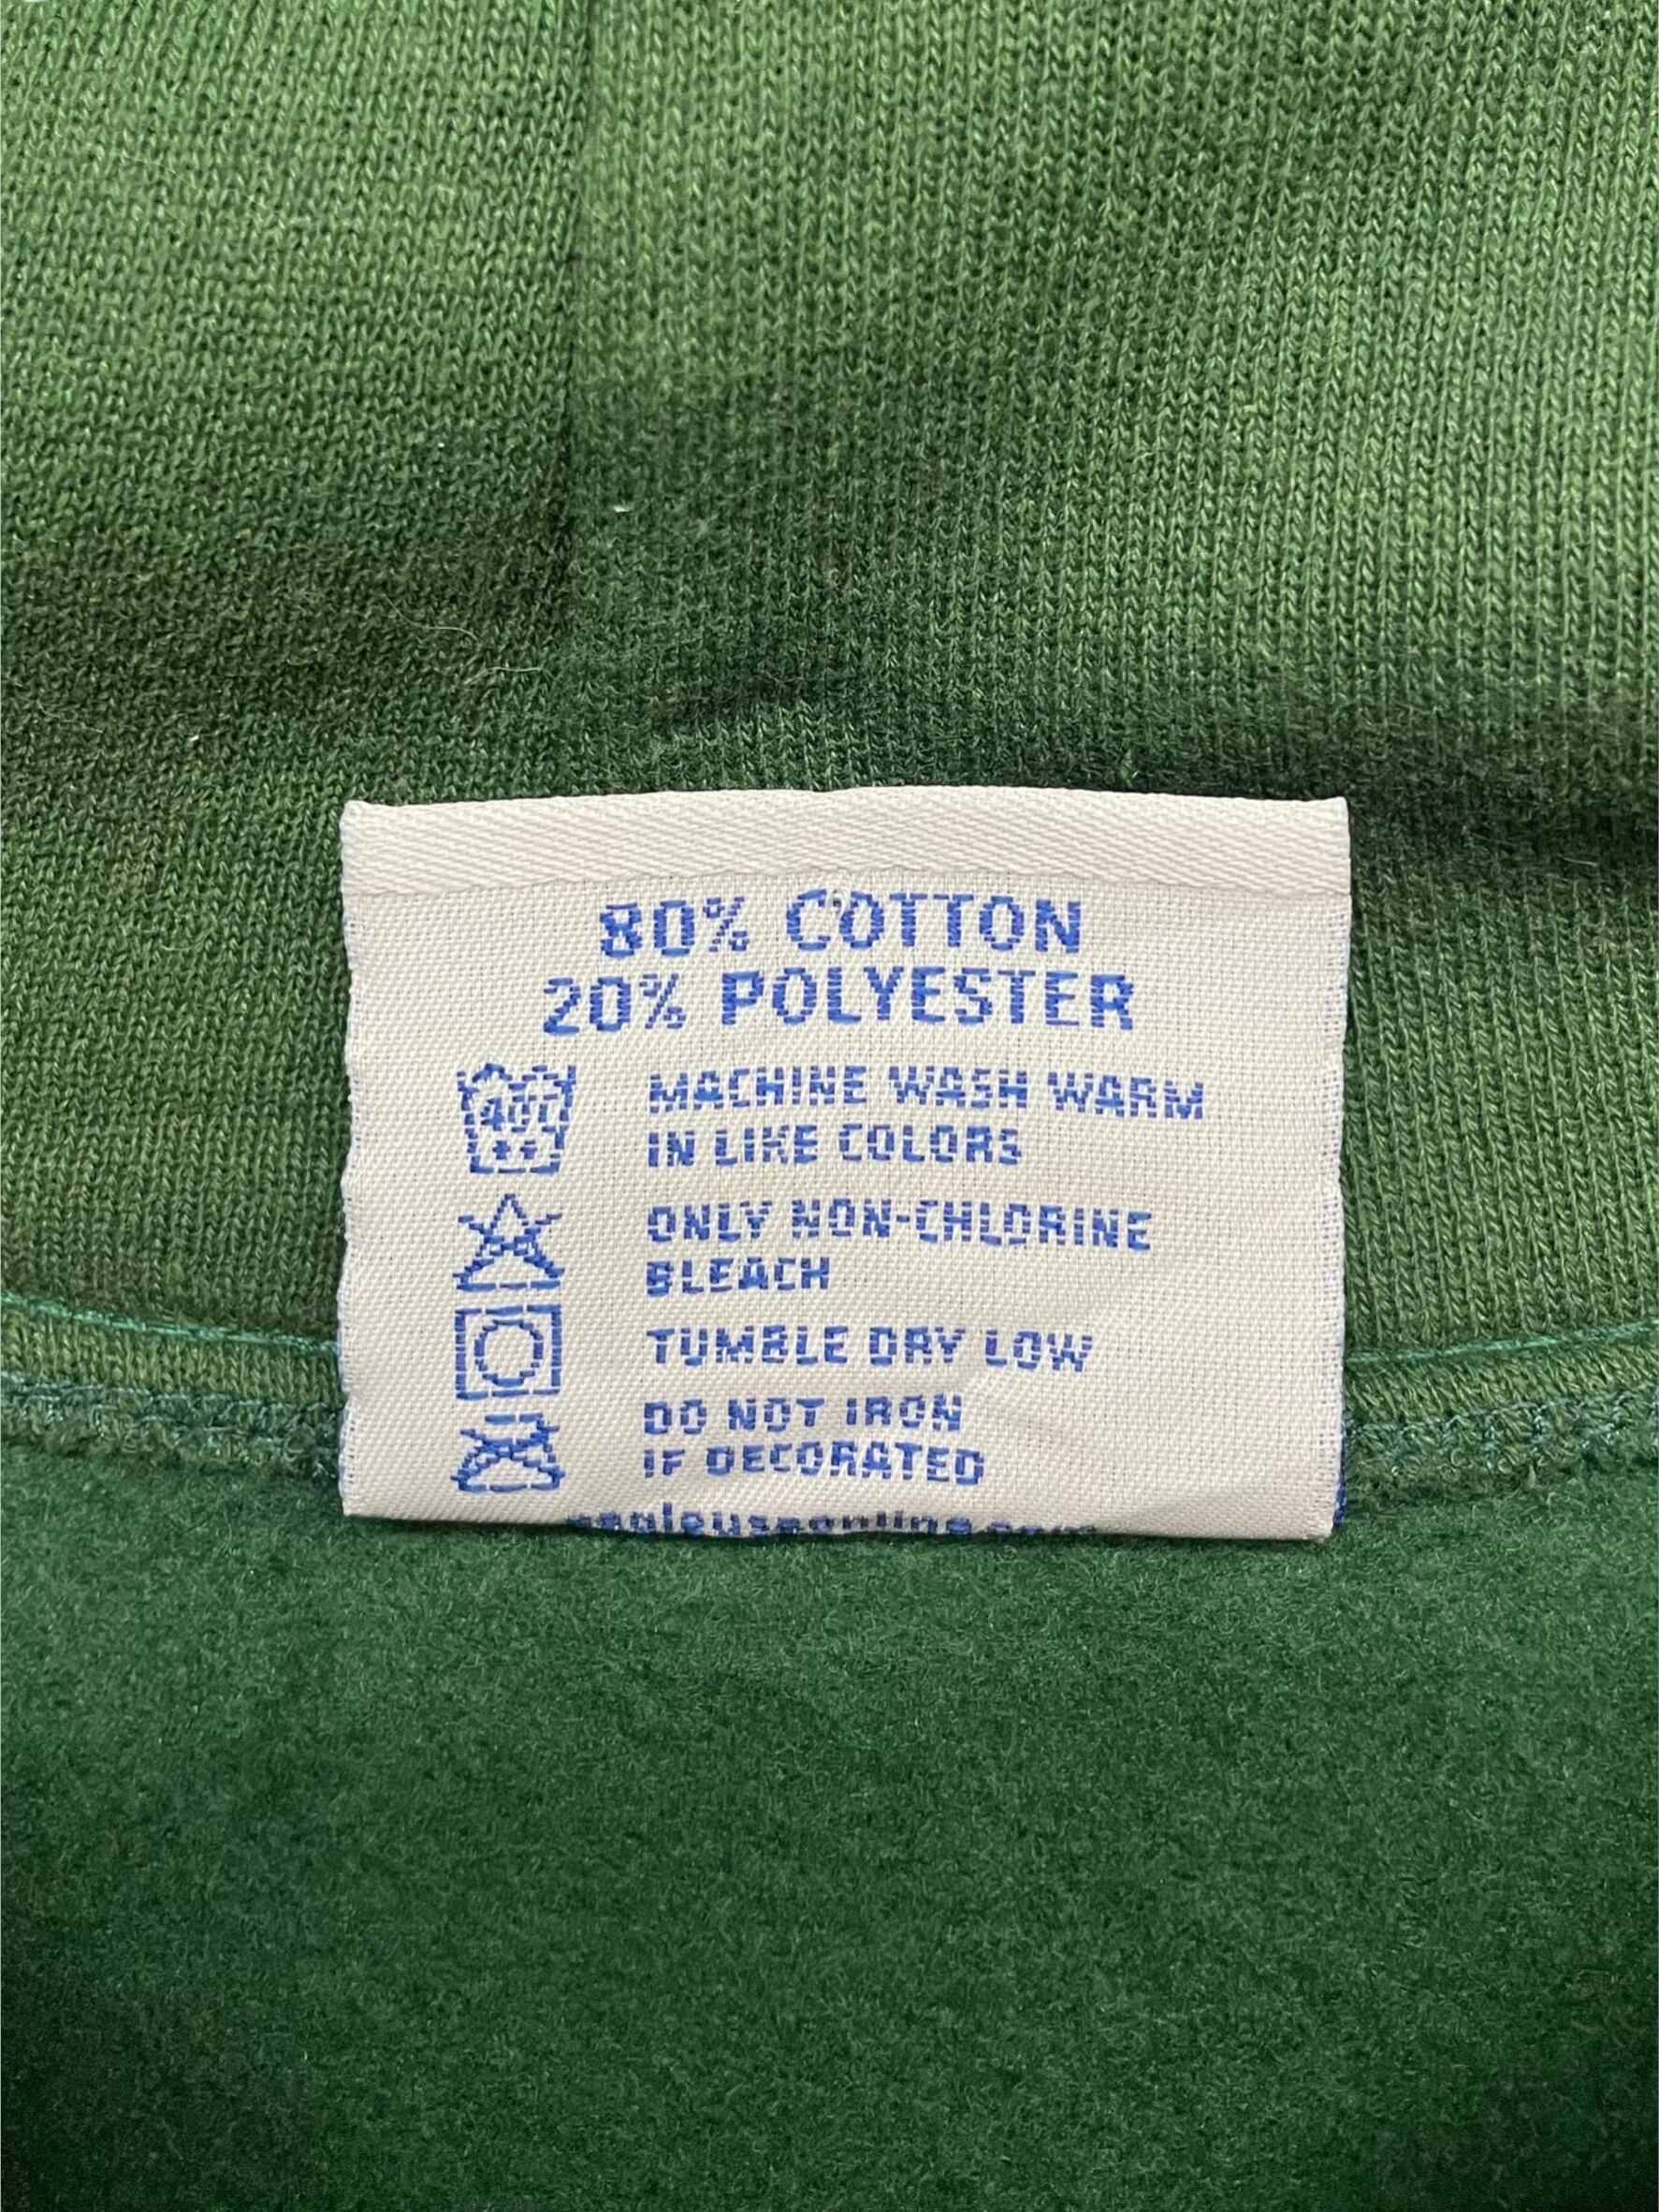 80% COTTON
20% POLYESTER
40C
MACHINE WASH WARM
IN LIKE COLORS
ONLY NON-CHLORINE
BLEACH
TUMBLE DRY LOW
DO NOT IRON
IF DECORATED